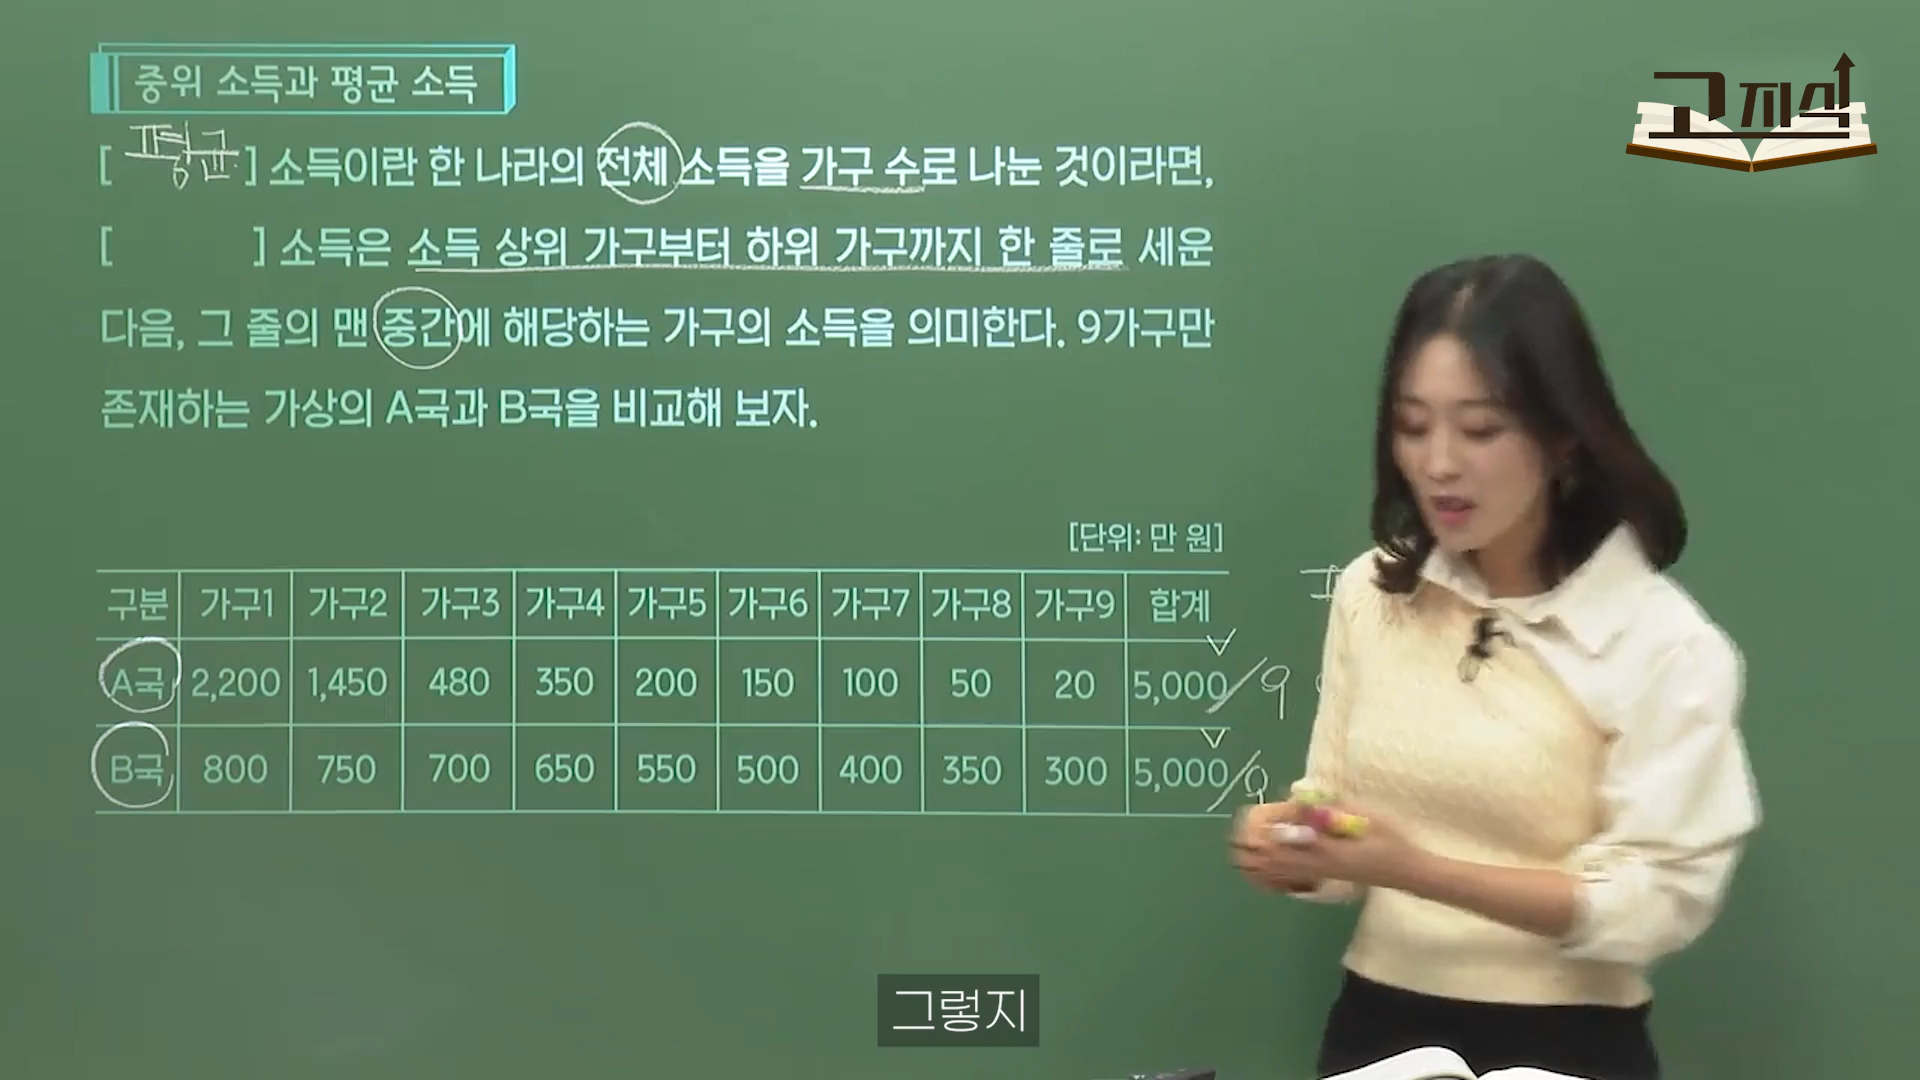 고지식
중위 소득과 평균 소득
[ 평균 ] 소득이란 한 나라의 전체 소득을 가구 수로 나눈 것이라면,
[ ] 소득은 소득 상위 가구부터 하위 가구까지 한 줄로 세운
다음, 그 줄의 맨 중간에 해당하는 가구의 소득을 의미한다. 9가구만
존재하는 가상의 A국과 B국을 비교해 보자.
[단위: 만 원]
구분 가구1 가구2 가구3 가구4 가구5 가구6 가구7 가구8 가구9 합계
A국 2,200 1,450 480 350 200 150 100 50 20 5,000/9
B국 800 750 700 650 550 500 400 350 300 5,000/9
그렇지